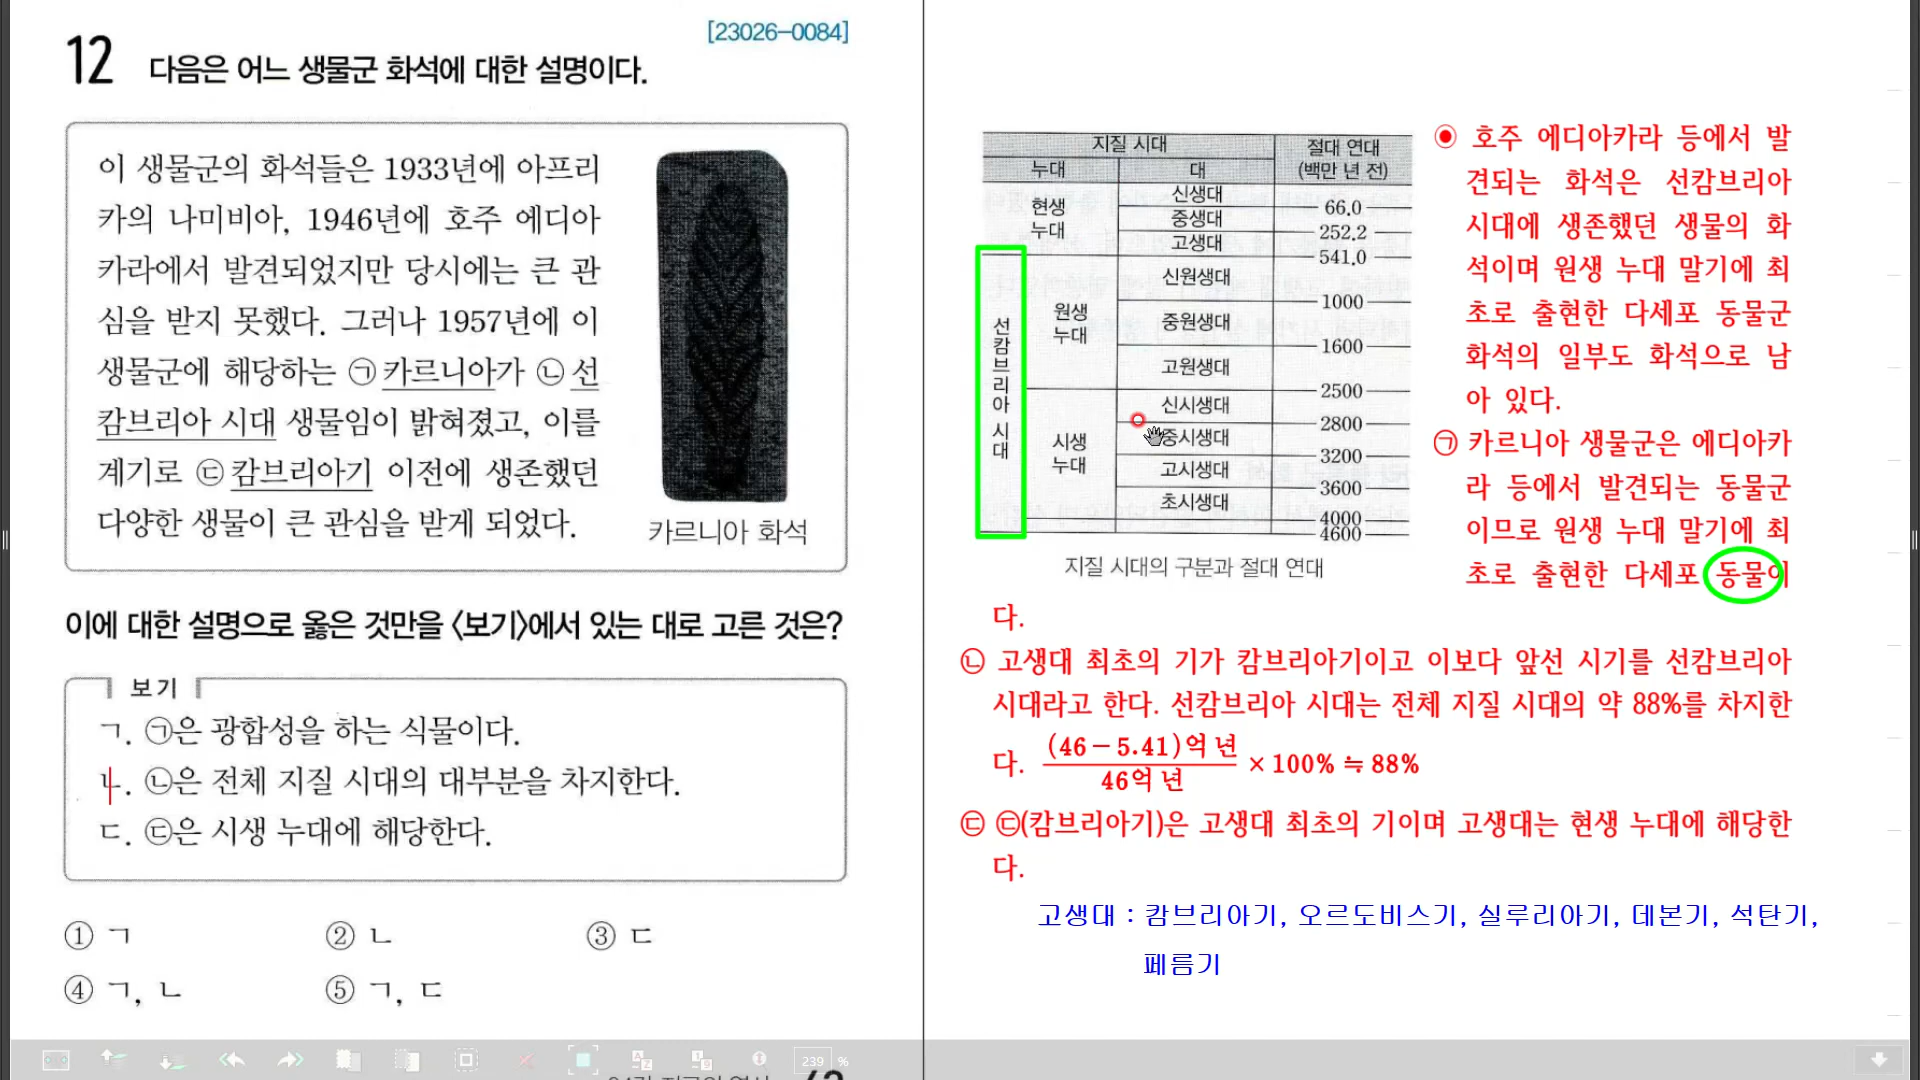 [23026-0084]
12 다음은 어느 생물군 화석에 대한 설명이다.
이 생물군의 화석들은 1933년에 아프리
카의 나미비아, 1946년에 호주 에디아
카라에서 발견되었지만 당시에는 큰 관
심을 받지 못했다. 그러나 1957년에 이
생물군에 해당하는 ㉠ 카르니아가 ㉡ 선
캄브리아 시대 생물임이 밝혀졌고, 이를
계기로 ㉢ 캄브리아기 이전에 생존했던
다양한 생물이 큰 관심을 받게 되었다.
카르니아 화석
이에 대한 설명으로 옳은 것만을 〈보기〉에서 있는 대로 고른 것은?
보기
ㄱ. ㉠은 광합성을 하는 식물이다.
ㄴ. ㉡은 전체 지질 시대의 대부분을 차지한다.
ㄷ. ㉢은 시생 누대에 해당한다.
① ㄱ ② ㄴ ③ ㄷ
④ ㄱ, ㄴ ⑤ ㄱ, ㄷ
지질 시대 절대 연대
누대 대 (백만 년 전)
현생
누대
신생대
66.0
중생대
252.2
고생대
541.0
선캄브리아 시대
원생
누대
신원생대
1000
중원생대
1600
고원생대
2500
시생
누대
신시생대
2800
중시생대
3200
고시생대
3600
초시생대
4000
4600
지질 시대의 구분과 절대 연대
◉ 호주 에디아카라 등에서 발
견되는 화석은 선캄브리아
시대에 생존했던 생물의 화
석이며 원생 누대 말기에 최
초로 출현한 다세포 동물군
화석의 일부도 화석으로 남
아 있다.
㉠ 카르니아 생물군은 에디아카
라 등에서 발견되는 동물군
이므로 원생 누대 말기에 최
초로 출현한 다세포 동물이
다.
㉡ 고생대 최초의 기가 캄브리아기이고 이보다 앞선 시기를 선캄브리아
시대라고 한다. 선캄브리아 시대는 전체 지질 시대의 약 88%를 차지한
다. (46－5.41)억 년 / 46억 년 × 100% ≒ 88%
㉢ ㉢(캄브리아기)은 고생대 최초의 기이며 고생대는 현생 누대에 해당한
다.
고생대 : 캄브리아기, 오르도비스기, 실루리아기, 데본기, 석탄기,
페름기
239 %